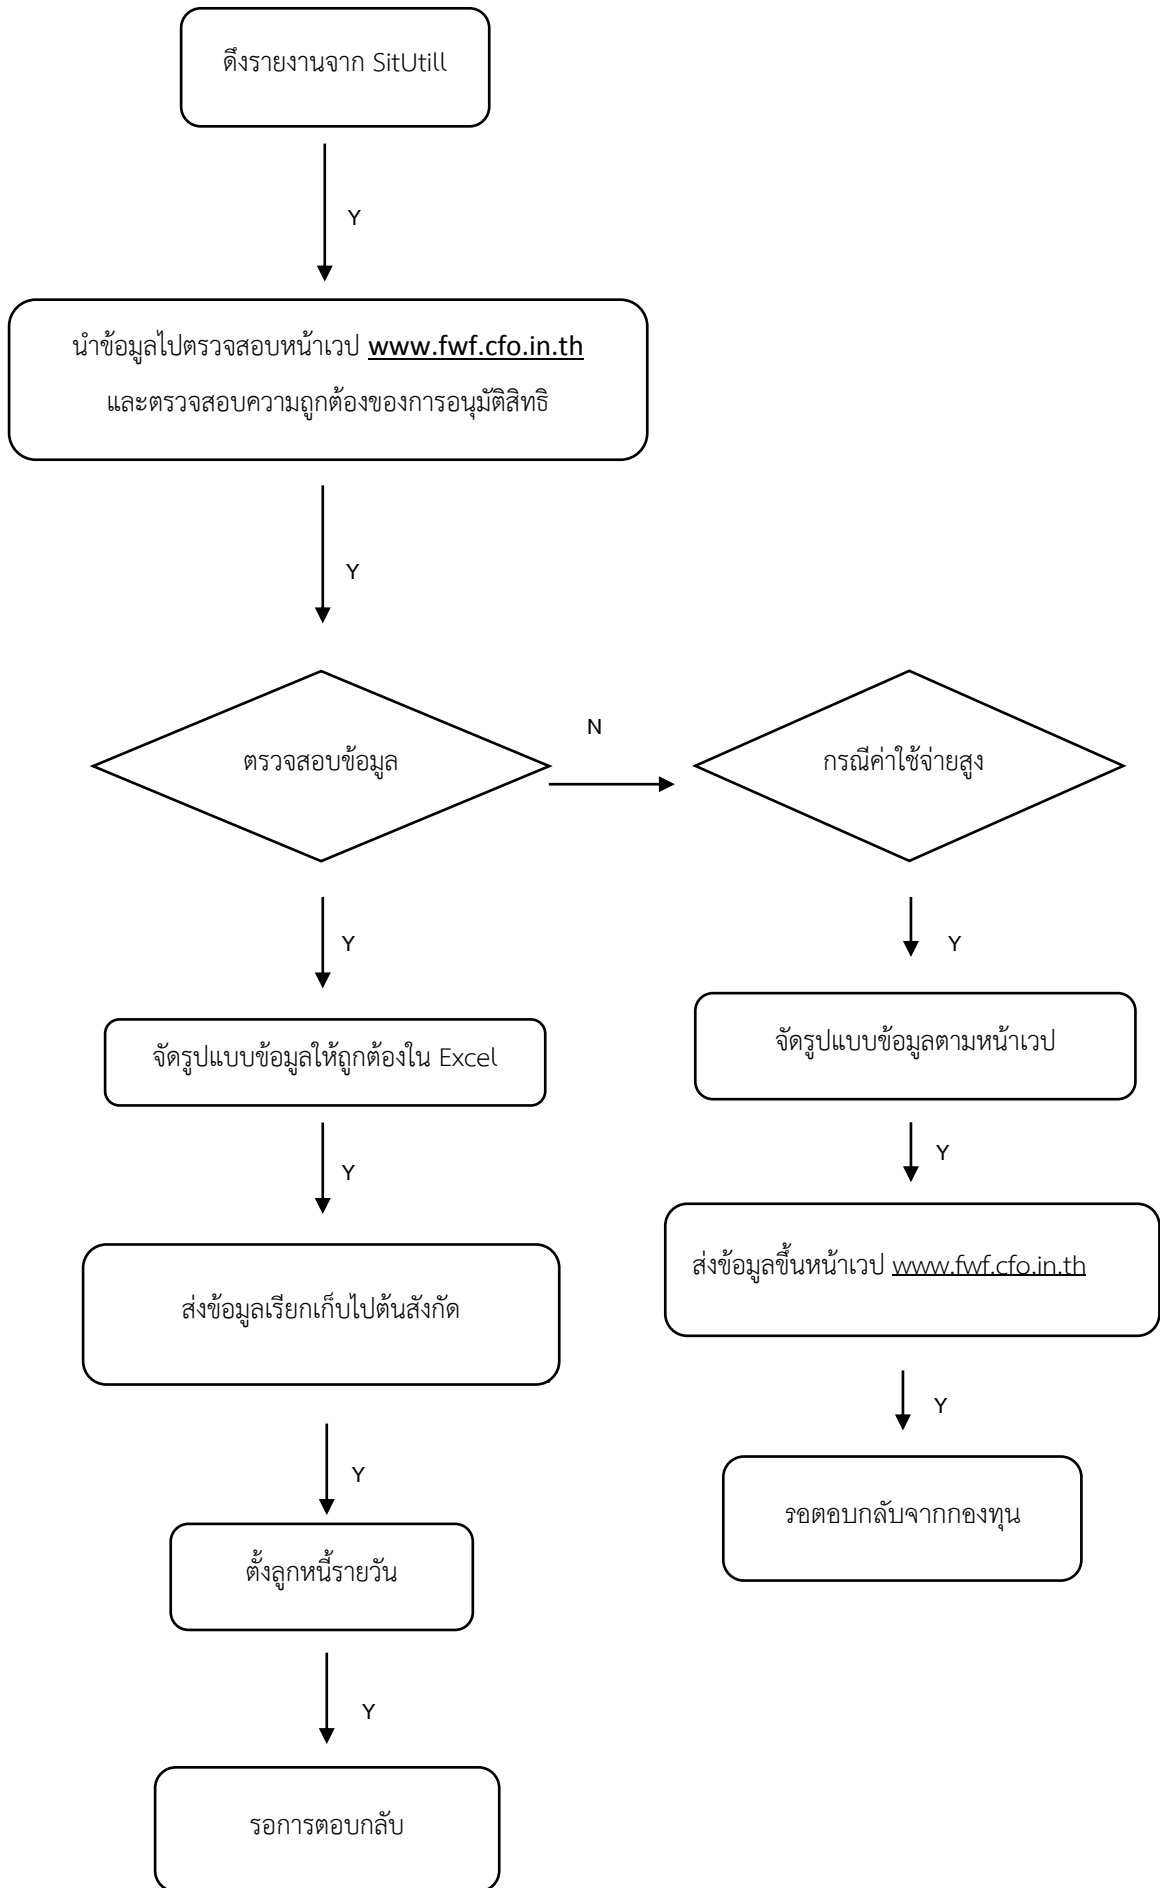 ดึงรายงานจาก SitUtill
Y
นำข้อมูลไปตรวจสอบหน้าเวป www.fwf.cfo.in.th
และตรวจสอบความถูกต้องของการอนุมัติสิทธิ
Y
ตรวจสอบข้อมูล
N
กรณีค่าใช้จ่ายสูง
Y
จัดรูปแบบข้อมูลให้ถูกต้องใน Excel
Y
ส่งข้อมูลเรียกเก็บไปต้นสังกัด
Y
ตั้งลูกหนี้รายวัน
Y
รอการตอบกลับ
Y
จัดรูปแบบข้อมูลตามหน้าเวป
Y
ส่งข้อมูลขึ้นหน้าเวป www.fwf.cfo.in.th
Y
รอตอบกลับจากกองทุน